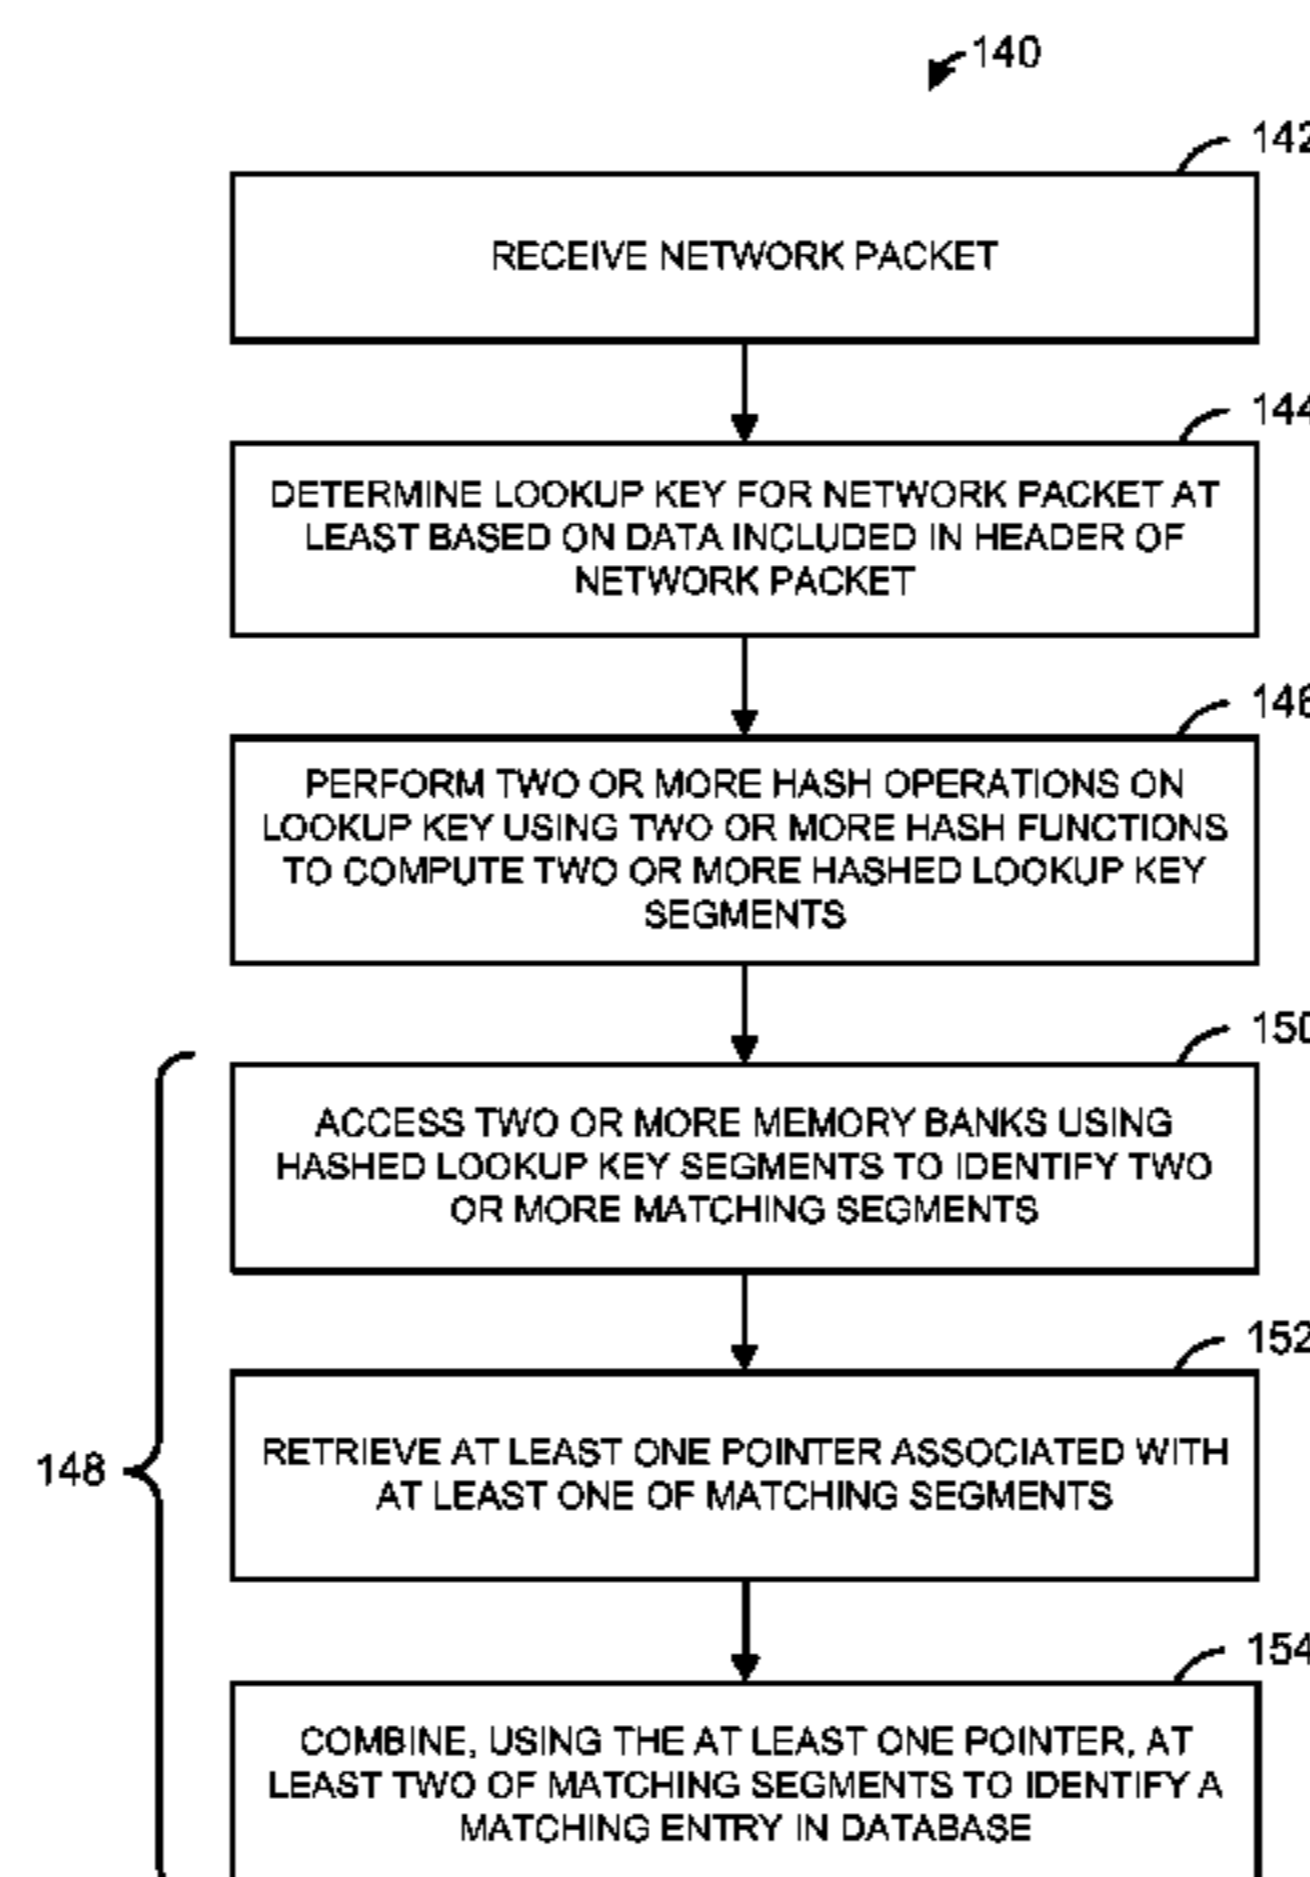 140
142
RECEIVE NETWORK PACKET
144
DETERMINE LOOKUP KEY FOR NETWORK PACKET AT
LEAST BASED ON DATA INCLUDED IN HEADER OF
NETWORK PACKET
146
PERFORM TWO OR MORE HASH OPERATIONS ON
LOOKUP KEY USING TWO OR MORE HASH FUNCTIONS
TO COMPUTE TWO OR MORE HASHED LOOKUP KEY
SEGMENTS
150
ACCESS TWO OR MORE MEMORY BANKS USING
HASHED LOOKUP KEY SEGMENTS TO IDENTIFY TWO
OR MORE MATCHING SEGMENTS
152
148
RETRIEVE AT LEAST ONE POINTER ASSOCIATED WITH
AT LEAST ONE OF MATCHING SEGMENTS
154
COMBINE, USING THE AT LEAST ONE POINTER, AT
LEAST TWO OF MATCHING SEGMENTS TO IDENTIFY A
MATCHING ENTRY IN DATABASE